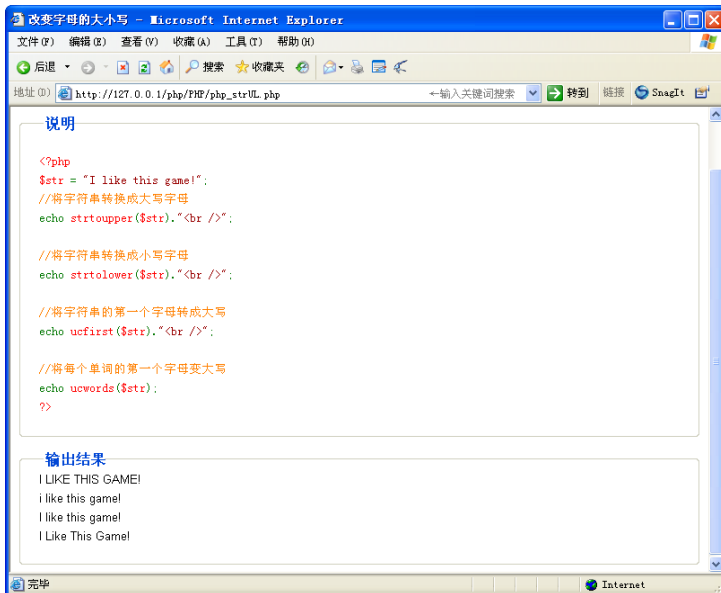 改变字母的大小写 - Microsoft Internet Explorer
文件(F) 编辑(E) 查看(V) 收藏(A) 工具(T) 帮助(H)
后退 搜索 收藏夹
地址(D) http://127.0.0.1/php/PHP/php_strUL.php ←输入关键词搜索 转到 链接 SnagIt
说明
<?php
$str = "I like this game!";
//将字符串转换成大写字母
echo strtoupper($str)."<br />";
//将字符串转换成小写字母
echo strtolower($str)."<br />";
//将字符串的第一个字母转成大写
echo ucfirst($str)."<br />";
//将每个单词的第一个字母变大写
echo ucwords($str);
?>
输出结果
I LIKE THIS GAME!
i like this game!
I like this game!
I Like This Game!
完毕 Internet